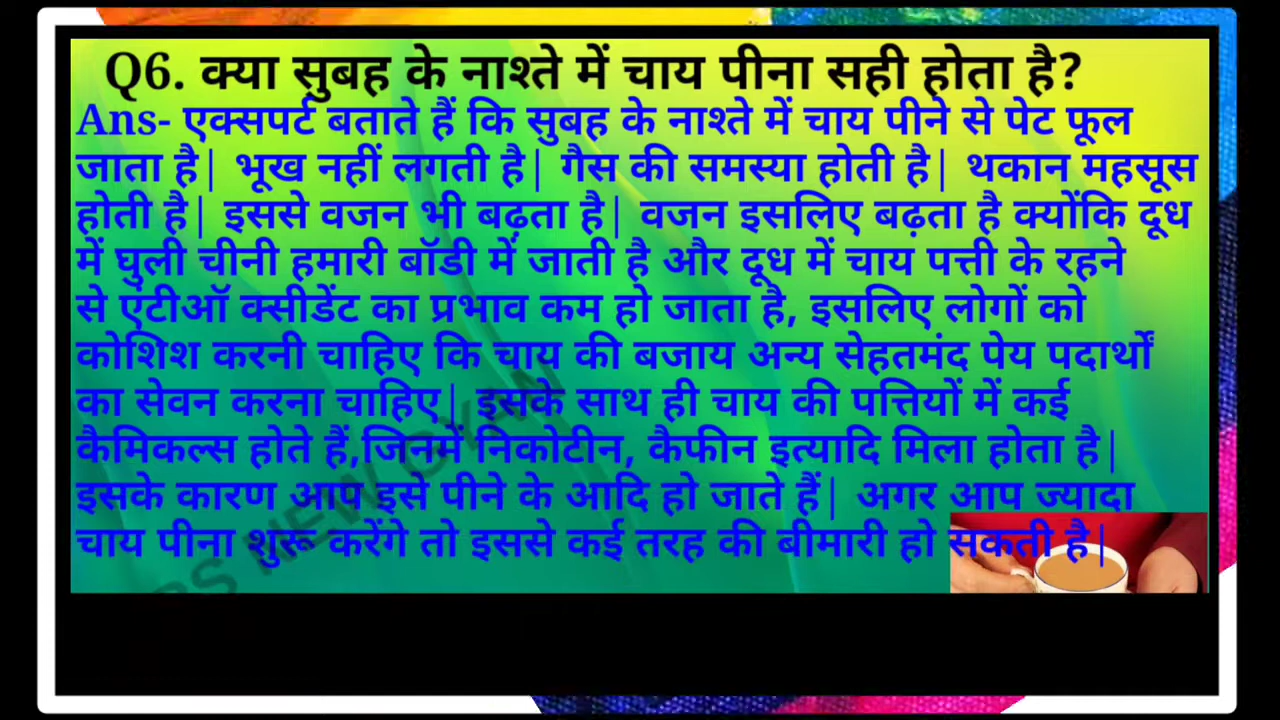 Q6. क्या सुबह के नाश्ते में चाय पीना सही होता है?
Ans- एक्सपर्ट बताते हैं कि सुबह के नाश्ते में चाय पीने से पेट फूल
जाता है| भूख नहीं लगती है| गैस की समस्या होती है| थकान महसूस
होती है| इससे वजन भी बढ़ता है| वजन इसलिए बढ़ता है क्योंकि दूध
में घुली चीनी हमारी बॉडी में जाती है और दूध में चाय पत्ती के रहने
से एंटीऑ क्सीडेंट का प्रभाव कम हो जाता है, इसलिए लोगों को
कोशिश करनी चाहिए कि चाय की बजाय अन्य सेहतमंद पेय पदार्थों
का सेवन करना चाहिए| इसके साथ ही चाय की पत्तियों में कई
कैमिकल्स होते हैं,जिनमें निकोटीन, कैफीन इत्यादि मिला होता है|
इसके कारण आप इसे पीने के आदि हो जाते हैं| अगर आप ज्यादा
चाय पीना शुरू करेंगे तो इससे कई तरह की बीमारी हो सकती है|